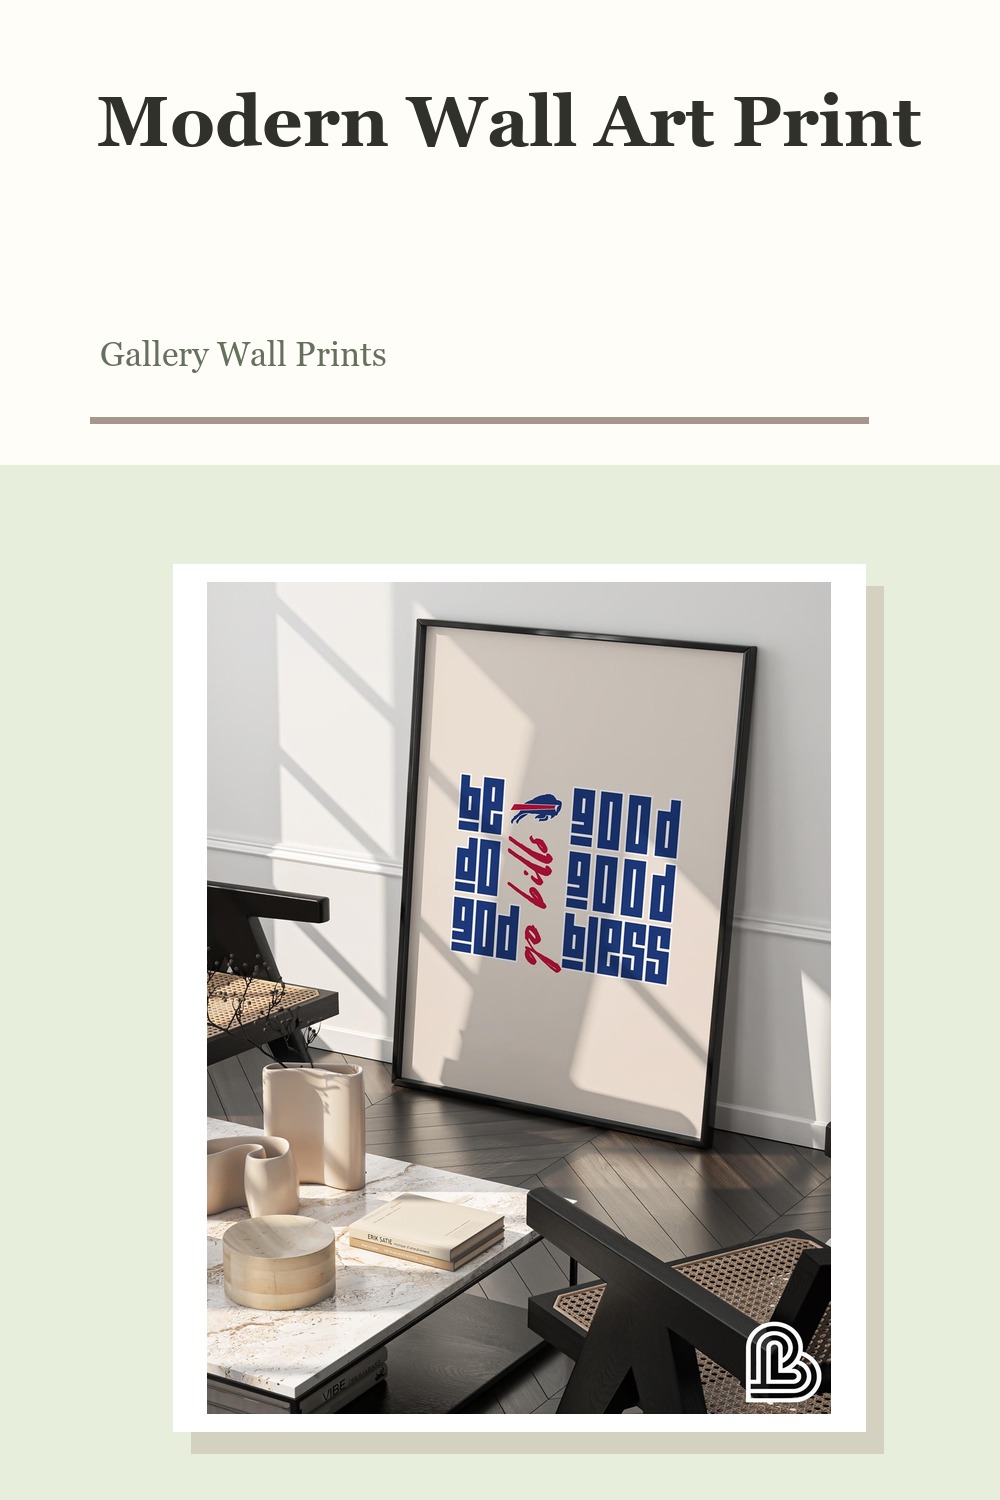 Modern Wall Art Print
Gallery Wall Prints
be good
do good
god bless
go bills
ERIK SATIE
VIBE